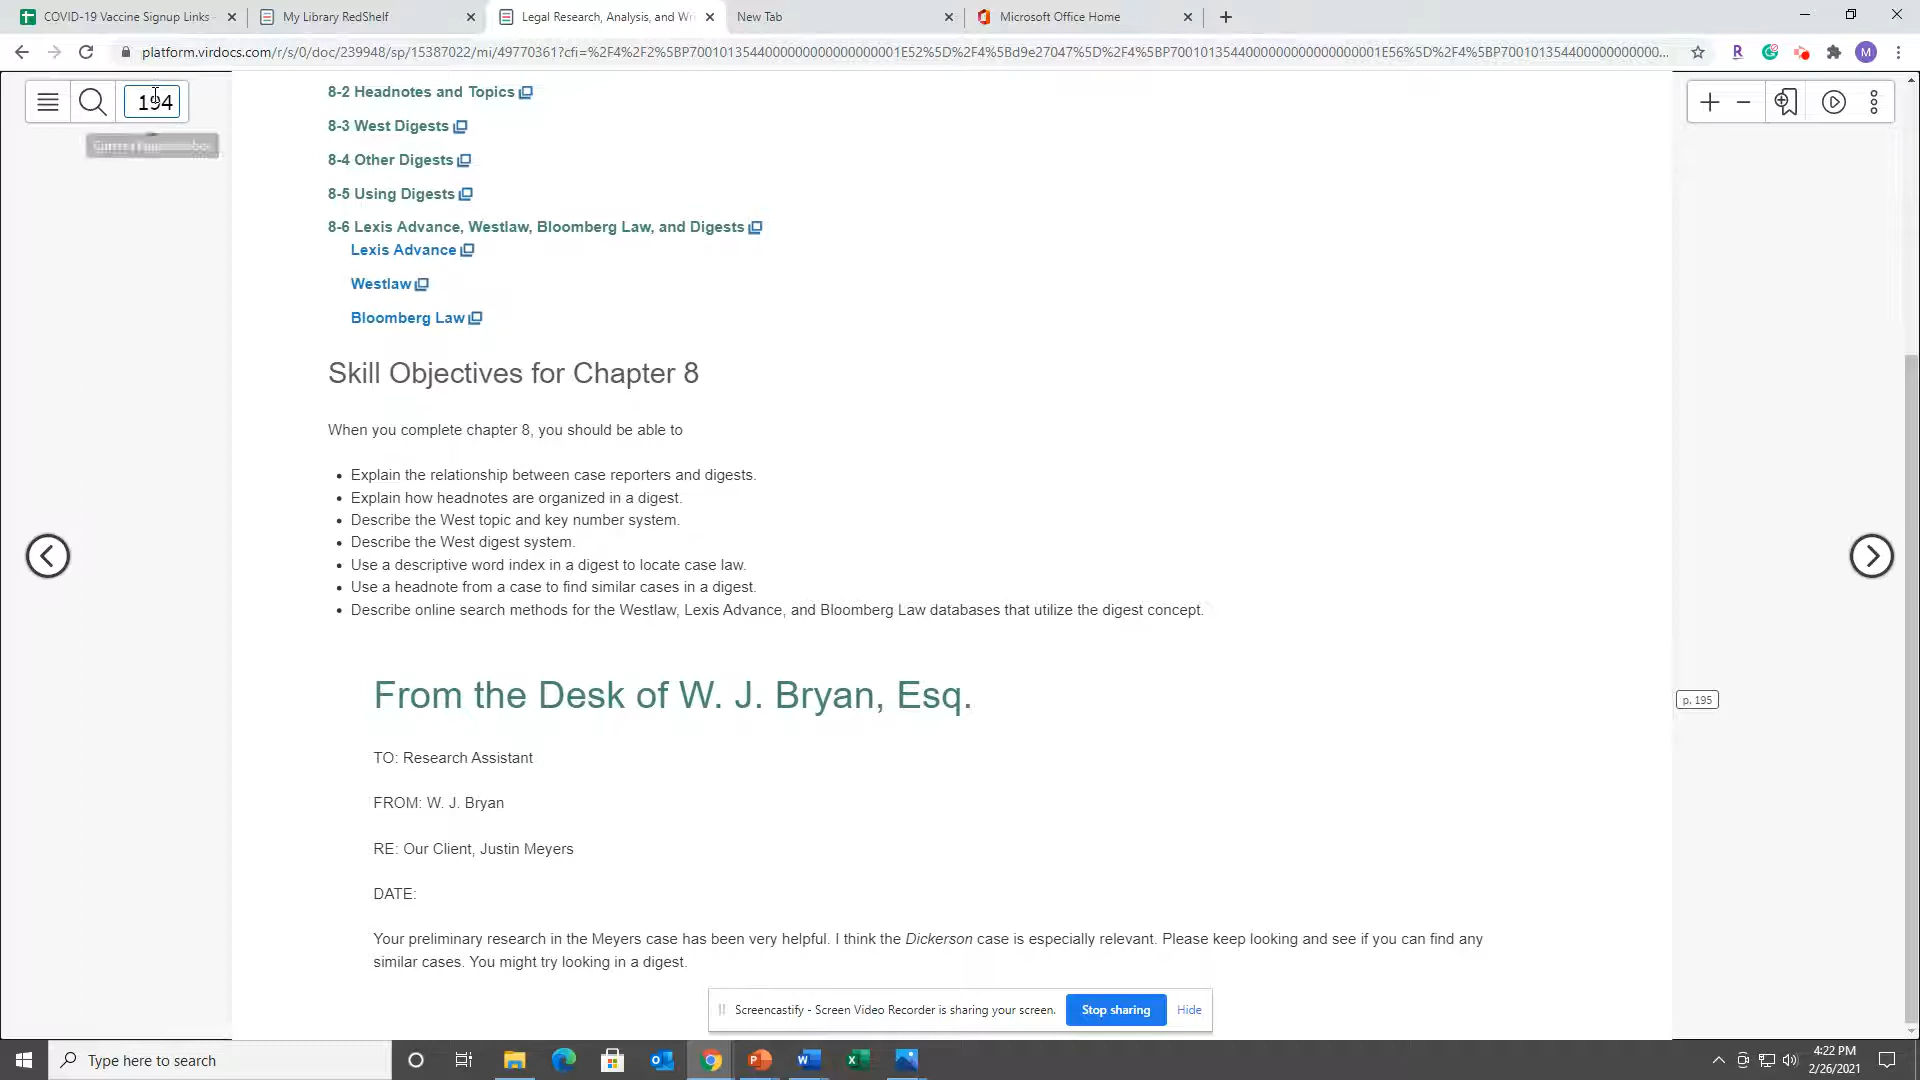 COVID-19 Vaccine Signup Links -
My Library RedShelf
Legal Research, Analysis, and Wri
New Tab
Microsoft Office Home
platform.virdocs.com/r/s/0/doc/239948/sp/15387022/mi/49770361?cfi=%2F4%2F2%5BP7001013544000000000000000001E52%5D%2F4%5Bd9e27047%5D%2F4%5BP7001013544000000000000000001E56%5D%2F4%5BP700101354400000000000...
194
8-2 Headnotes and Topics
8-3 West Digests
8-4 Other Digests
8-5 Using Digests
8-6 Lexis Advance, Westlaw, Bloomberg Law, and Digests
Lexis Advance
Westlaw
Bloomberg Law
Skill Objectives for Chapter 8
When you complete chapter 8, you should be able to
• Explain the relationship between case reporters and digests.
• Explain how headnotes are organized in a digest.
• Describe the West topic and key number system.
• Describe the West digest system.
• Use a descriptive word index in a digest to locate case law.
• Use a headnote from a case to find similar cases in a digest.
• Describe online search methods for the Westlaw, Lexis Advance, and Bloomberg Law databases that utilize the digest concept.
From the Desk of W. J. Bryan, Esq.
p. 195
TO: Research Assistant
FROM: W. J. Bryan
RE: Our Client, Justin Meyers
DATE:
Your preliminary research in the Meyers case has been very helpful. I think the Dickerson case is especially relevant. Please keep looking and see if you can find any
similar cases. You might try looking in a digest.
Screencastify - Screen Video Recorder is sharing your screen.
Stop sharing
Hide
Type here to search
4:22 PM
2/26/2021